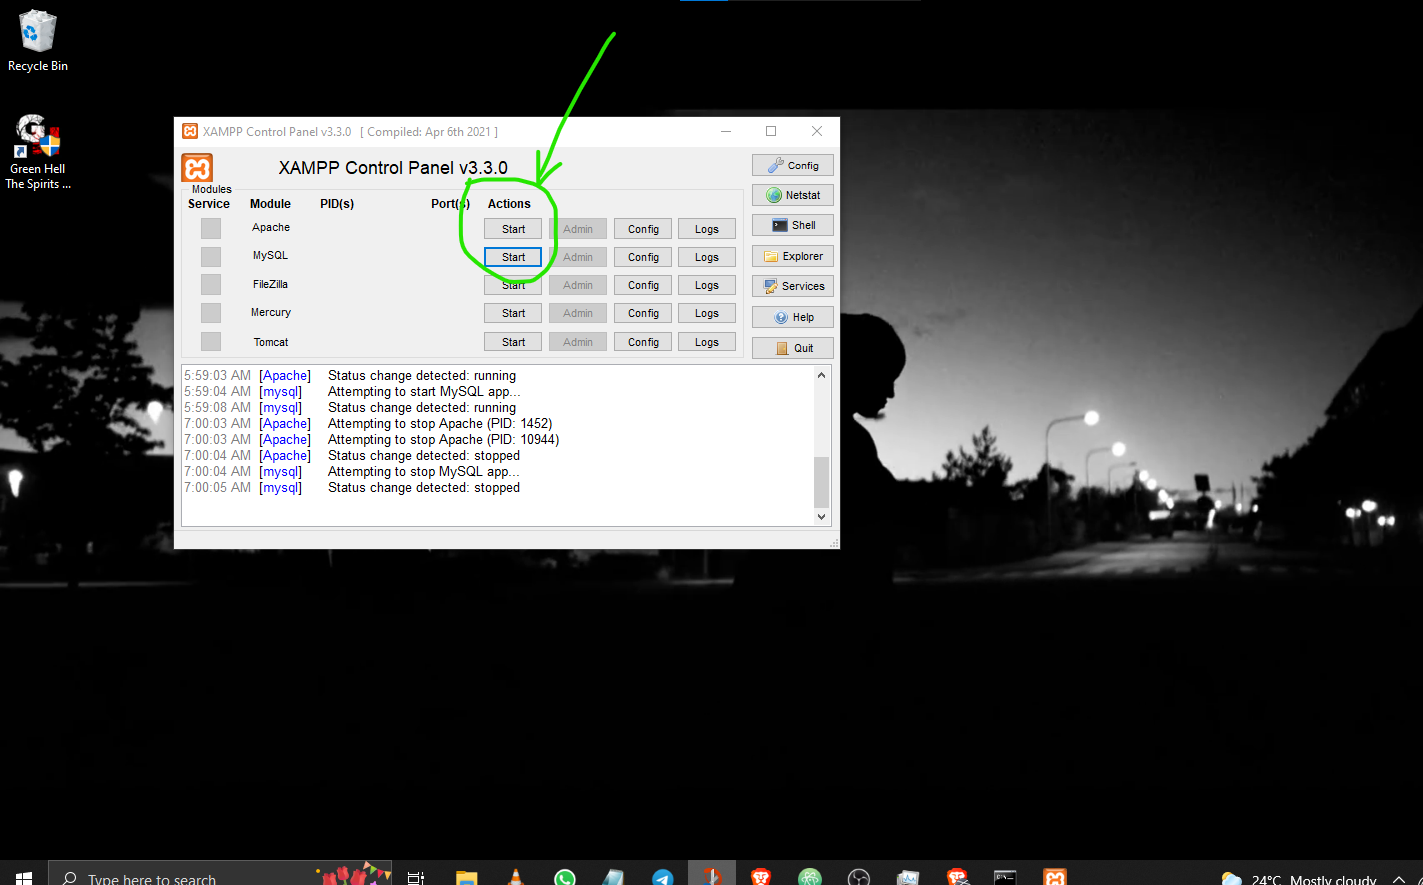 Recycle Bin
Green Hell
The Spirits ...
XAMPP Control Panel v3.3.0 [ Compiled: Apr 6th 2021 ]
XAMPP Control Panel v3.3.0
Config
Modules
Service Module PID(s) Port(s) Actions
Netstat
Apache Start Admin Config Logs
Shell
MySQL Start Admin Config Logs
Explorer
FileZilla Start Admin Config Logs
Services
Mercury Start Admin Config Logs
Help
Tomcat Start Admin Config Logs
Quit
5:59:03 AM [Apache] Status change detected: running
5:59:04 AM [mysql] Attempting to start MySQL app...
5:59:08 AM [mysql] Status change detected: running
7:00:03 AM [Apache] Attempting to stop Apache (PID: 1452)
7:00:03 AM [Apache] Attempting to stop Apache (PID: 10944)
7:00:04 AM [Apache] Status change detected: stopped
7:00:04 AM [mysql] Attempting to stop MySQL app...
7:00:05 AM [mysql] Status change detected: stopped
Type here to search
24°C Mostly cloudy